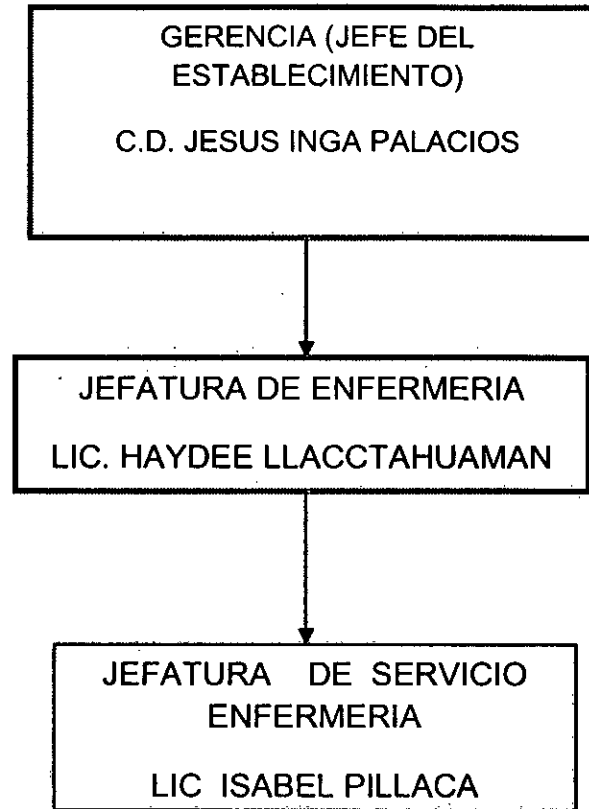 GERENCIA (JEFE DEL
ESTABLECIMIENTO)
C.D. JESUS INGA PALACIOS
JEFATURA DE ENFERMERIA
LIC. HAYDEE LLACCTAHUAMAN
JEFATURA DE SERVICIO
ENFERMERIA
LIC ISABEL PILLACA